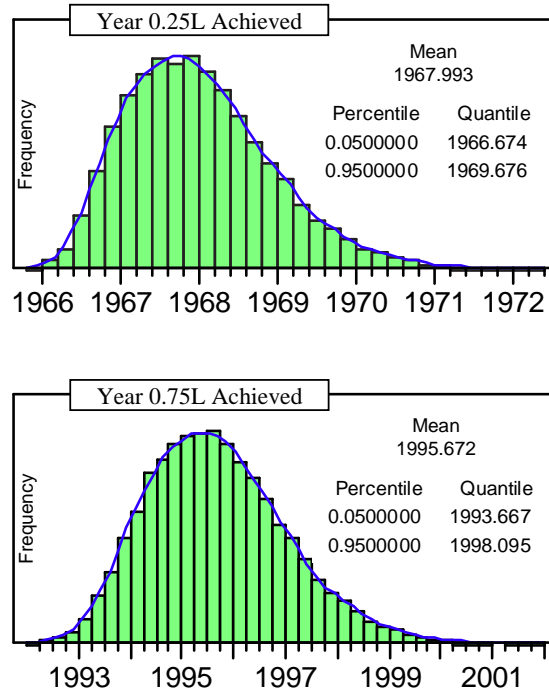 Year 0.25L Achieved
Mean
1967.993
Percentile Quantile
0.0500000 1966.674
0.9500000 1969.676
Frequency
1966 1967 1968 1969 1970 1971 1972
Year 0.75L Achieved
Mean
1995.672
Percentile Quantile
0.0500000 1993.667
0.9500000 1998.095
Frequency
1993 1995 1997 1999 2001